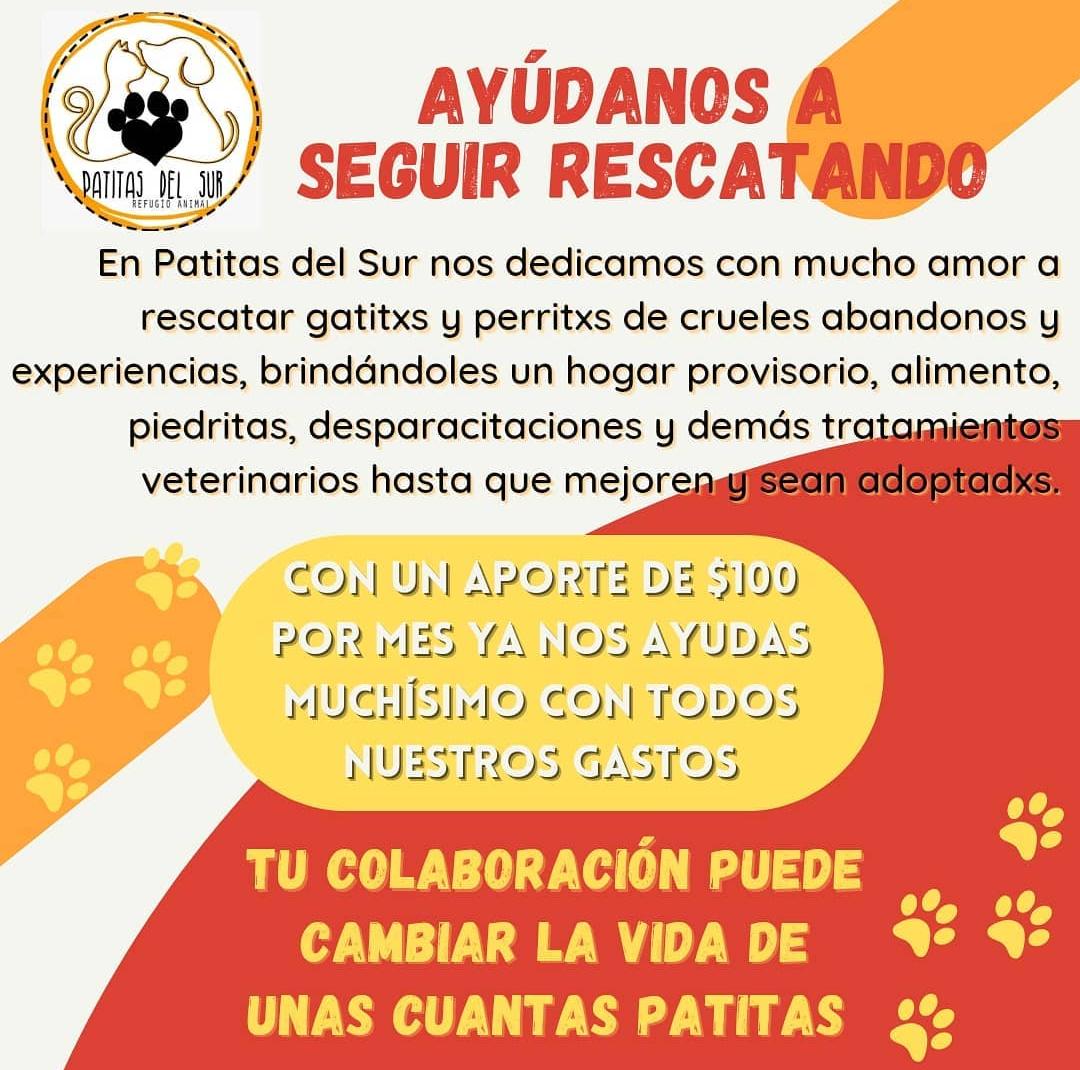 PATITAS DEL SUR
REFUGIO ANIMAL
AYÚDANOS A
SEGUIR RESCATANDO
En Patitas del Sur nos dedicamos con mucho amor a
rescatar gatitxs y perritxs de crueles abandonos y
experiencias, brindándoles un hogar provisorio, alimento,
piedritas, desparacitaciones y demás tratamientos
veterinarios hasta que mejoren y sean adoptadxs.
CON UN APORTE DE $100
POR MES YA NOS AYUDAS
MUCHÍSIMO CON TODOS
NUESTROS GASTOS
TU COLABORACIÓN PUEDE
CAMBIAR LA VIDA DE
UNAS CUANTAS PATITAS